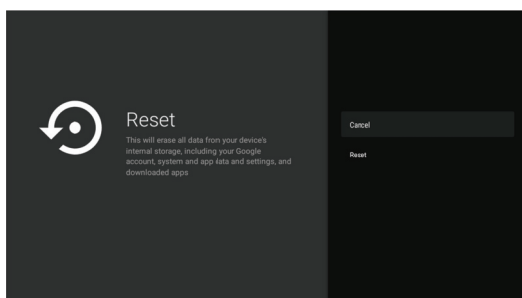 Reset
This will erase all data fron your device's
internal storage, including your Google
account, system and app data and settings, and
downloaded apps
Cancel
Reset